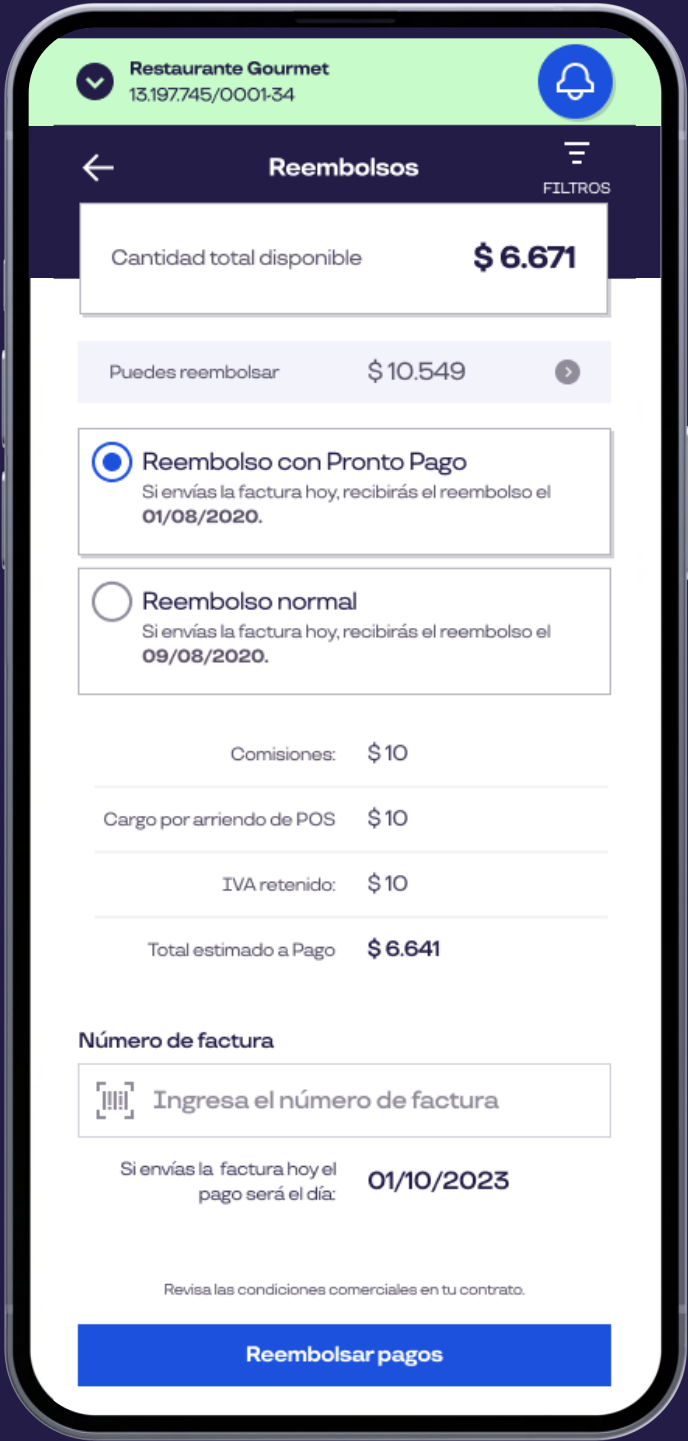 Restaurante Gourmet
13.197.745/0001-34
Reembolsos
FILTROS
Cantidad total disponible $ 6.671
Puedes reembolsar $ 10.549
Reembolso con Pronto Pago
Si envías la factura hoy, recibirás el reembolso el
01/08/2020.
Reembolso normal
Si envías la factura hoy, recibirás el reembolso el
09/08/2020.
Comisiones: $ 10
Cargo por arriendo de POS $ 10
IVA retenido: $ 10
Total estimado a Pago $ 6.641
Número de factura
Ingresa el número de factura
Si envías la factura hoy el
pago será el día: 01/10/2023
Revisa las condiciones comerciales en tu contrato.
Reembolsar pagos